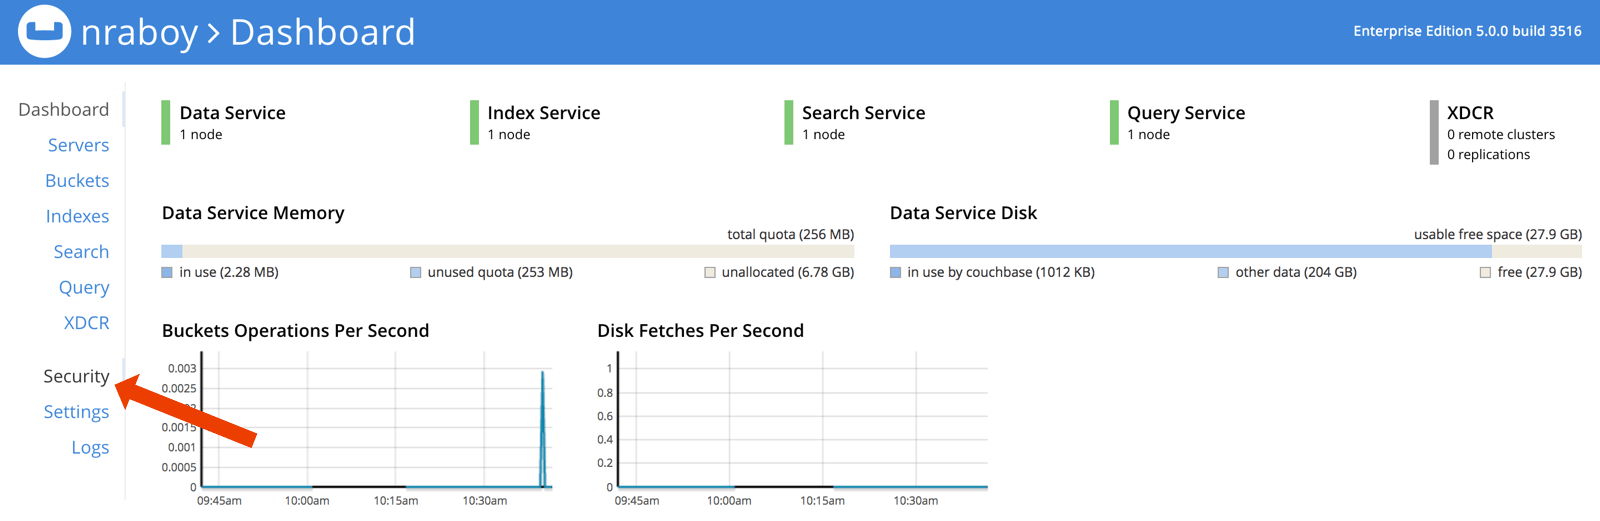 nraboy > Dashboard
Enterprise Edition 5.0.0 build 3516
Dashboard
Servers
Buckets
Indexes
Search
Query
XDCR
Security
Settings
Logs
Data Service
1 node
Index Service
1 node
Search Service
1 node
Query Service
1 node
XDCR
0 remote clusters
0 replications
Data Service Memory
total quota (256 MB)
in use (2.28 MB) unused quota (253 MB) unallocated (6.78 GB)
Data Service Disk
usable free space (27.9 GB)
in use by couchbase (1012 KB) other data (204 GB) free (27.9 GB)
Buckets Operations Per Second
0.003
0.0025
0.0015
0.001
0.0005
0
09:45am 10:00am 10:15am 10:30am
Disk Fetches Per Second
1
0.8
0.6
0.4
0.2
0
09:45am 10:00am 10:15am 10:30am